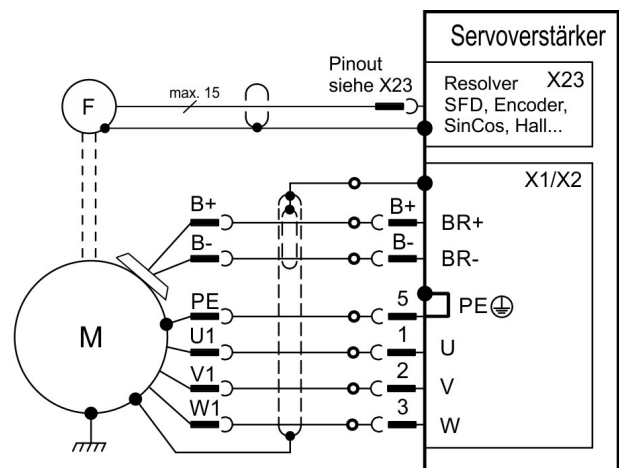 Servoverstärker
Pinout
siehe X23
Resolver X23
SFD, Encoder,
SinCos, Hall...
max. 15
F
X1/X2
B+ B+ BR+
B- B- BR-
PE 5 PE
U1 1 U
V1 2 V
W1 3 W
M